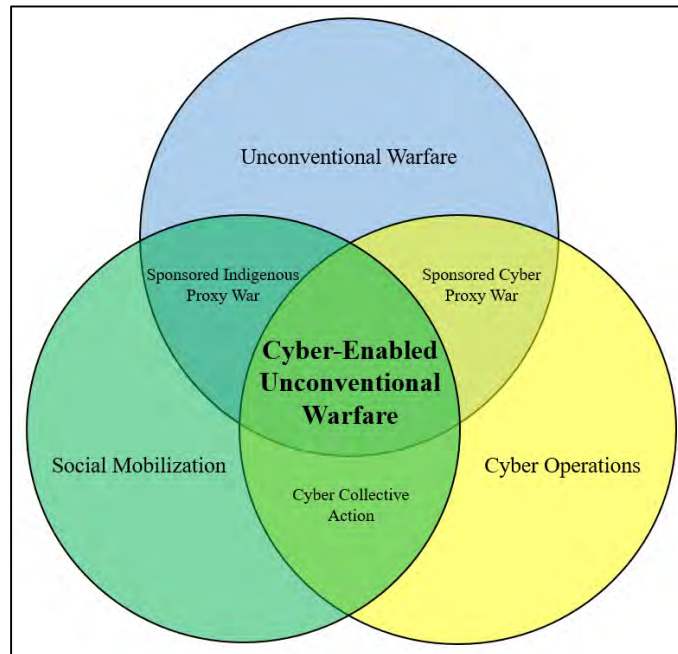 Unconventional Warfare
Sponsored Indigenous
Proxy War
Sponsored Cyber
Proxy War
Cyber-Enabled
Unconventional
Warfare
Social Mobilization
Cyber Operations
Cyber Collective
Action